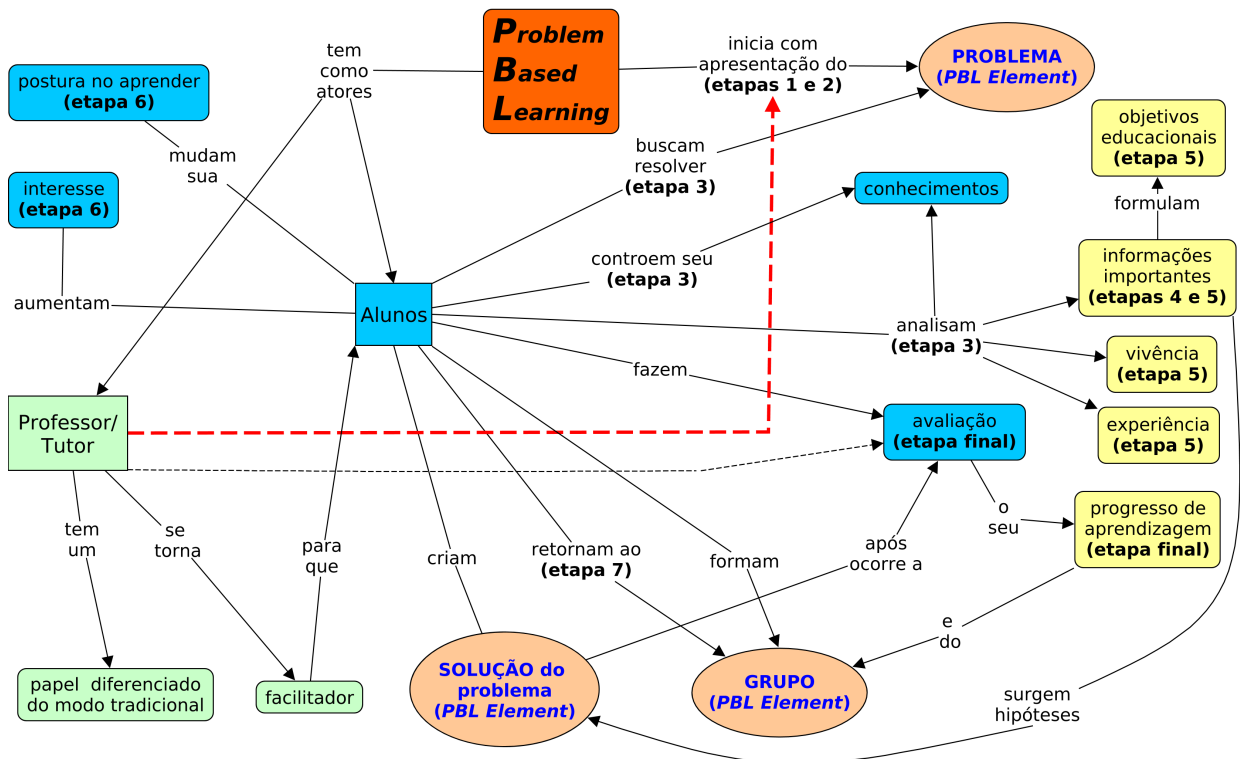 Problem
Based
Learning
tem
como
atores
inicia com
apresentação do
(etapas 1 e 2)
PROBLEMA
(PBL Element)
postura no aprender
(etapa 6)
mudam
sua
interesse
(etapa 6)
aumentam
buscam
resolver
(etapa 3)
conhecimentos
objetivos
educacionais
(etapa 5)
formulam
controem seu
(etapa 3)
informações
importantes
(etapas 4 e 5)
Alunos
analisam
(etapa 3)
vivência
(etapa 5)
fazem
experiência
(etapa 5)
Professor/
Tutor
avaliação
(etapa final)
o
seu
progresso de
aprendizagem
(etapa final)
tem
um
se
torna
para
que
criam
retornam ao
(etapa 7)
formam
após
ocorre a
e
do
papel  diferenciado
do modo tradicional
facilitador
SOLUÇÃO do
problema
(PBL Element)
GRUPO
(PBL Element)
surgem
hipóteses